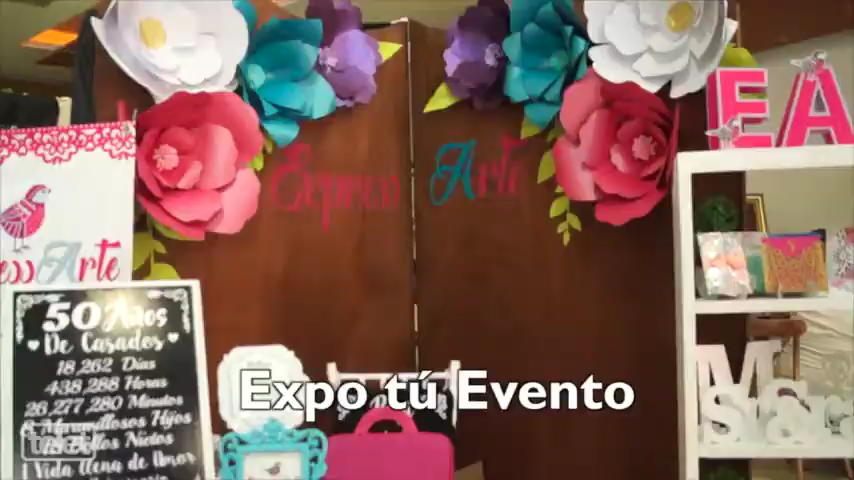 EA
Express Arte
essArte
50 Años
De Casados
18,262 Días
438,288 Horas
26,277,280 Minutos
Maravillosos Hijos
Nietos
Vida llena de Amor
Expo tú Evento